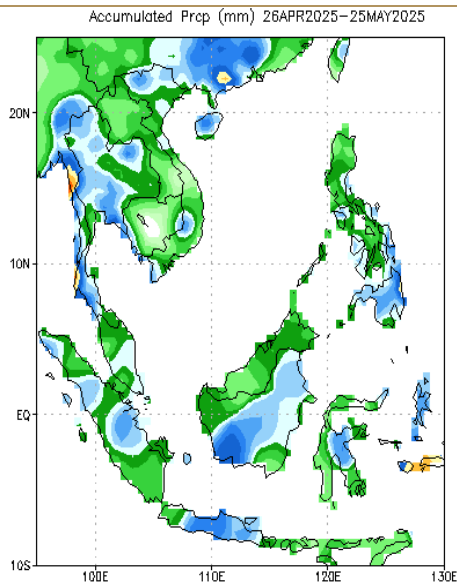 Accumulated Prcp (mm) 26APR2025-25MAY2025
20N
10N
EQ
10S
100E 110E 120E 130E